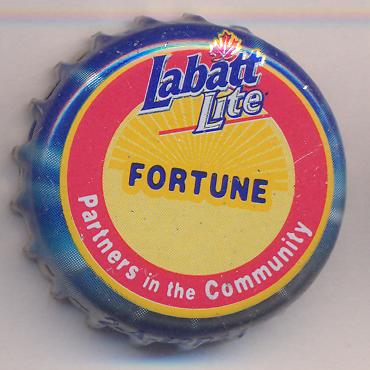 Labatt
Lite
FORTUNE
Partners in the Community